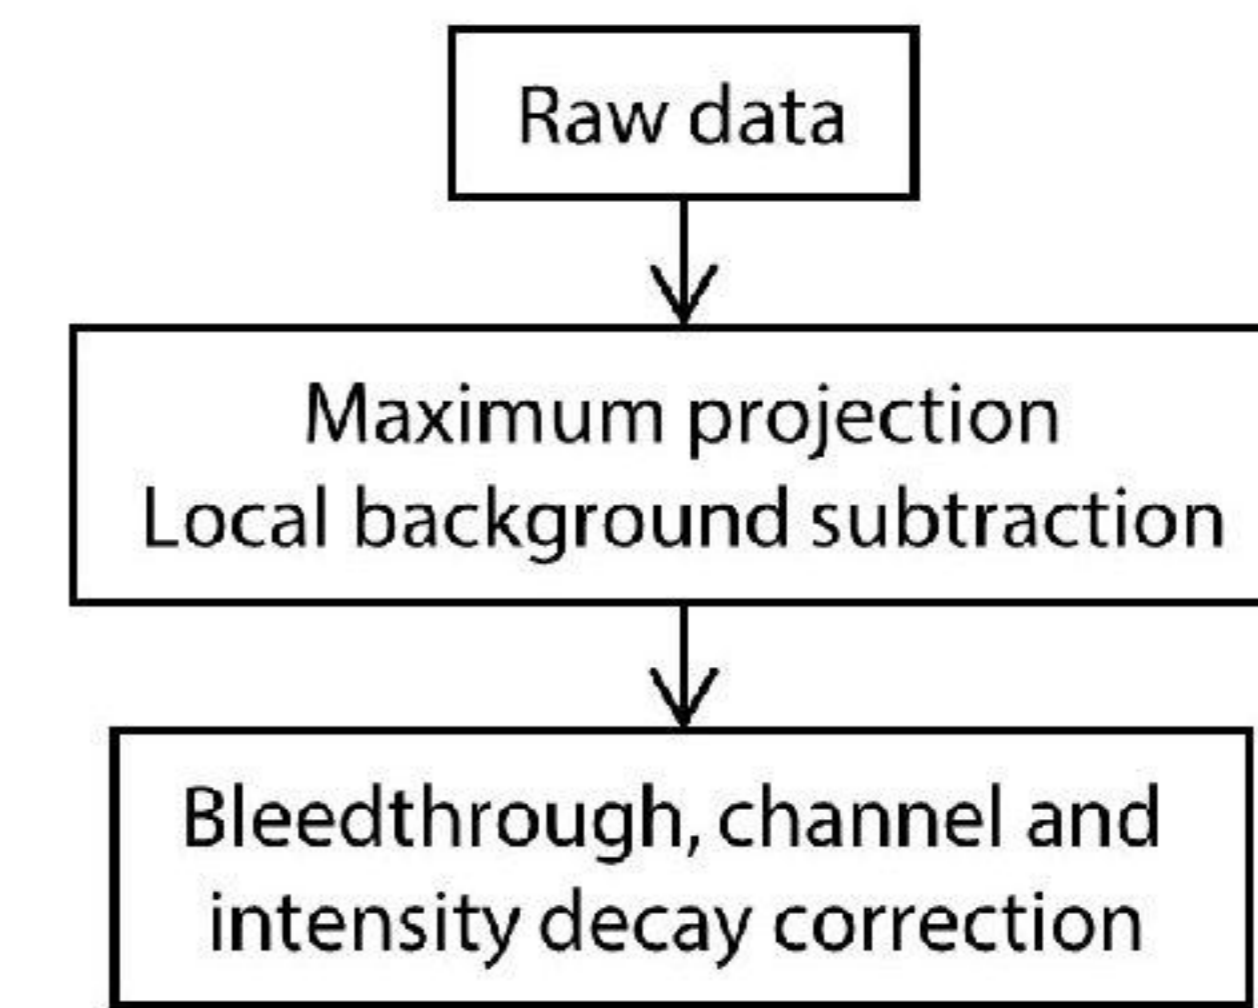 Raw data
Maximum projection
Local background subtraction
Bleedthrough, channel and
intensity decay correction